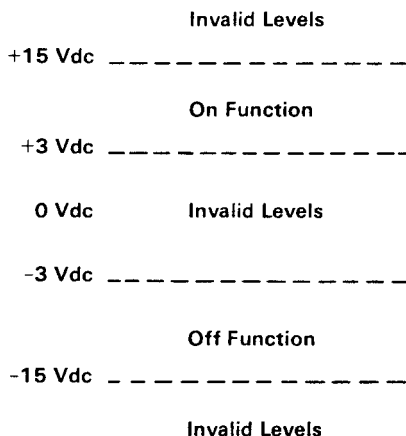 Invalid Levels
+15 Vdc
On Function
+3 Vdc
0 Vdc Invalid Levels
-3 Vdc
Off Function
-15 Vdc
Invalid Levels